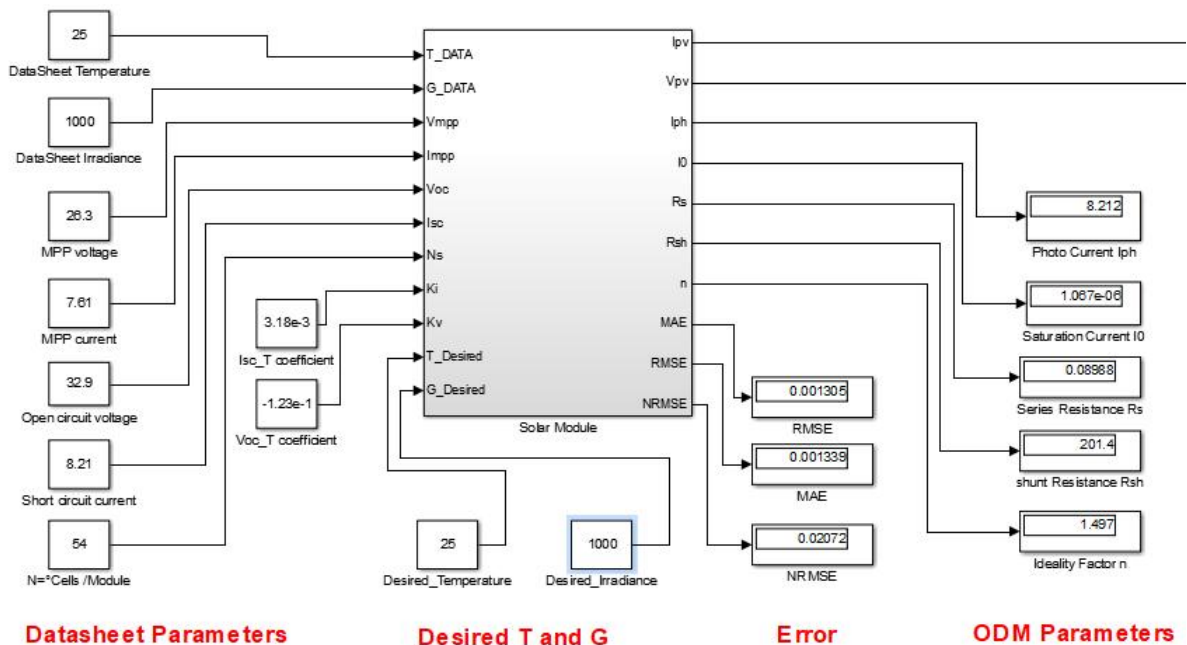 25
DataSheet Temperature
1000
DataSheet Irradiance
26.3
MPP voltage
7.61
MPP current
32.9
Open circuit voltage
8.21
Short circuit current
54
N=°Cells /Module
3.18e-3
Isc_T coefficient
-1.23e-1
Voc_T coefficient
T_DATA
G_DATA
Vmpp
Impp
Voc
Isc
Ns
Ki
Kv
T_Desired
G_Desired
Ipv
Vpv
Iph
I0
Rs
Rsh
n
MAE
RMSE
NRMSE
Solar Module
25
Desired_Temperature
1000
Desired_Irradiance
0.001305
RMSE
0.001339
MAE
0.02072
NRMSE
8.212
Photo Current Iph
1.067e-06
Saturation Current I0
0.08988
Series Resistance Rs
201.4
shunt Resistance Rsh
1.497
Ideality Factor n
Datasheet Parameters
Desired T and G
Error
ODM Parameters